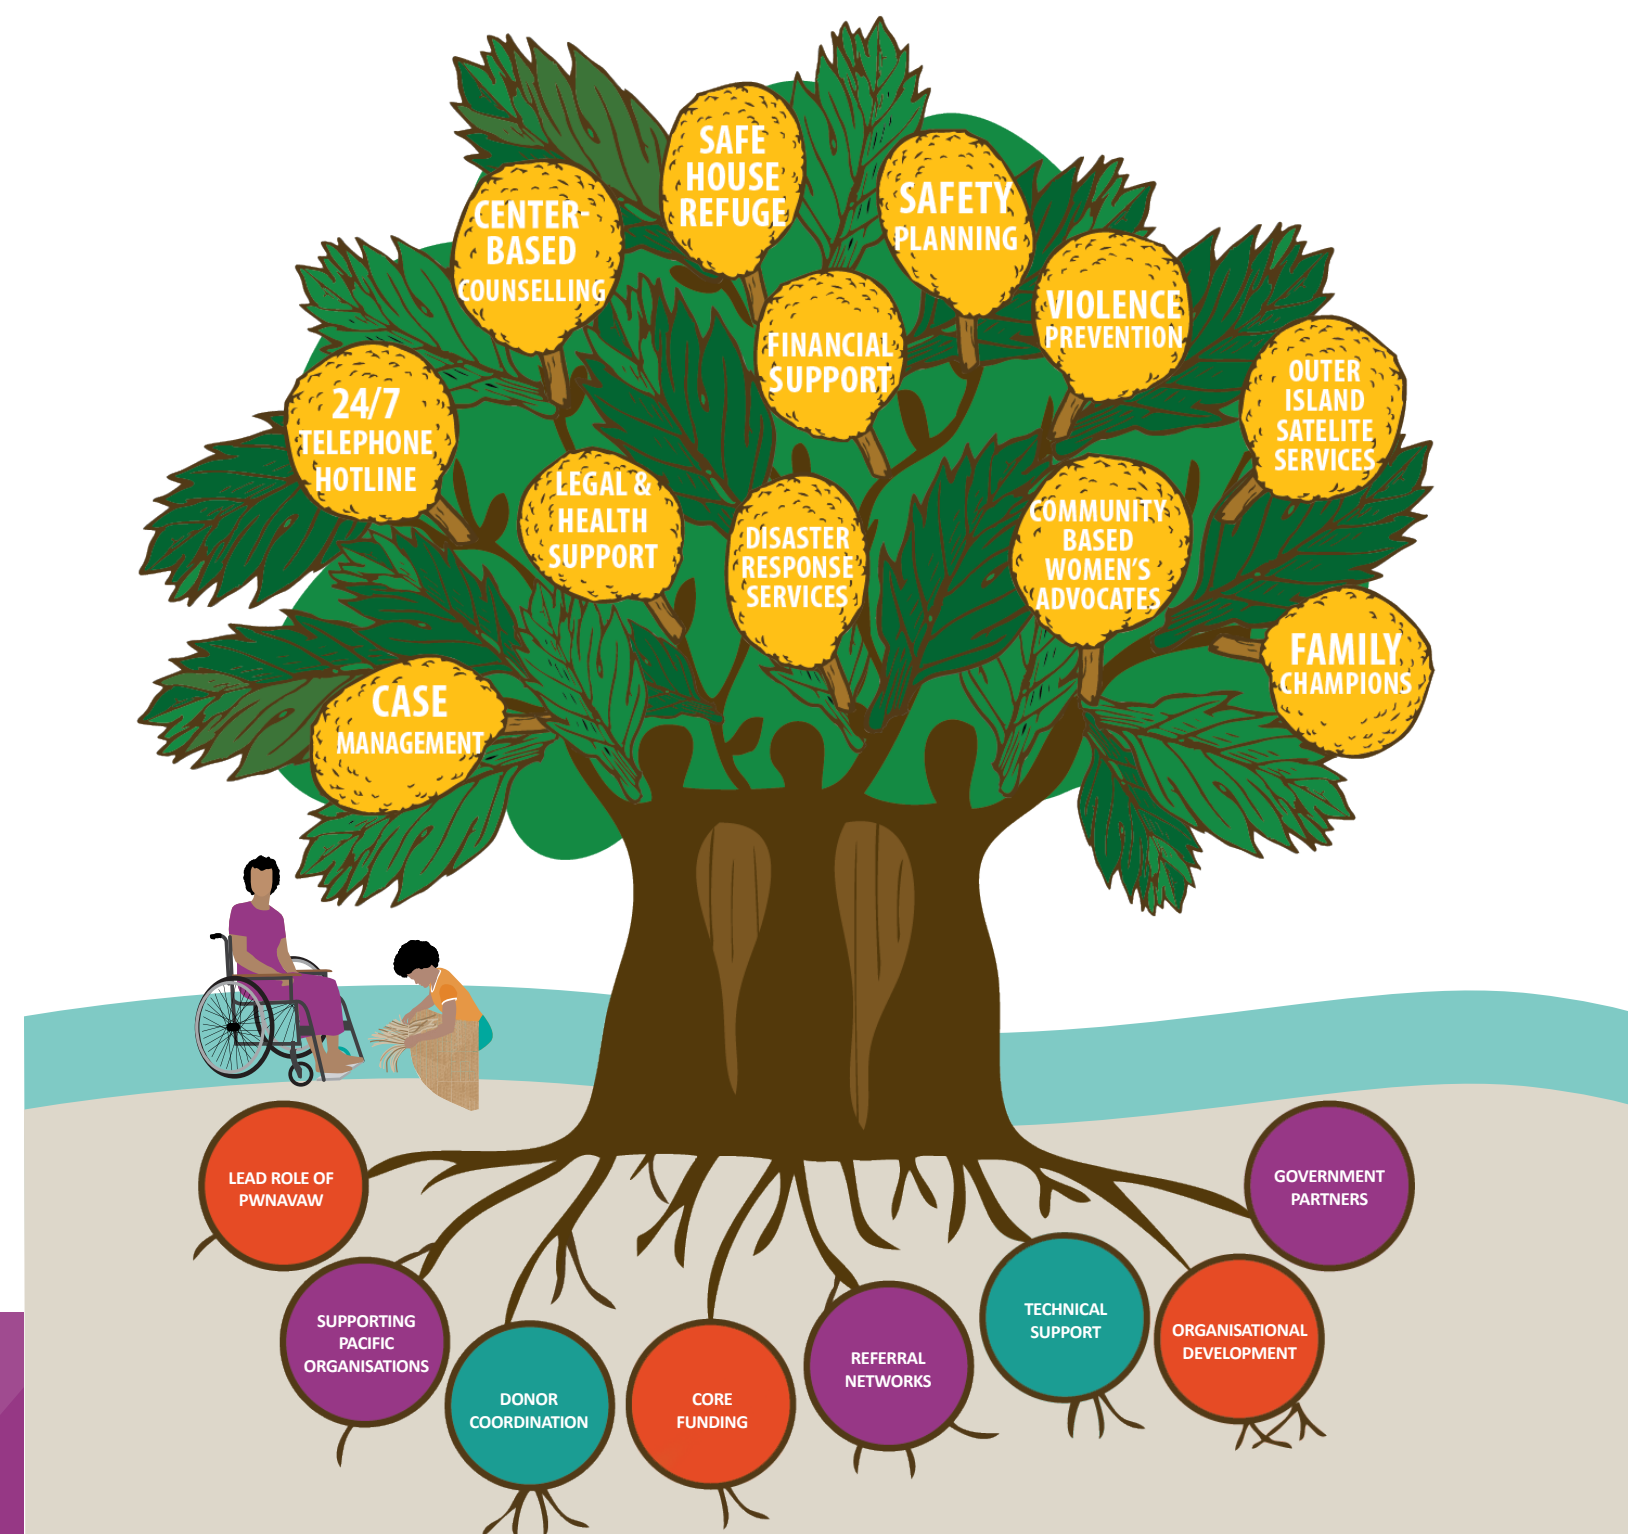 SAFE
HOUSE
REFUGE
SAFETY
PLANNING
CENTER-
BASED
COUNSELLING
VIOLENCE
PREVENTION
FINANCIAL
SUPPORT
OUTER
ISLAND
SATELITE
SERVICES
24/7
TELEPHONE
HOTLINE
LEGAL &
HEALTH
SUPPORT
DISASTER
RESPONSE
SERVICES
COMMUNITY
BASED
WOMEN'S
ADVOCATES
FAMILY
CHAMPIONS
CASE
MANAGEMENT
LEAD ROLE OF
PWNAVAW
SUPPORTING
PACIFIC
ORGANISATIONS
DONOR
COORDINATION
CORE
FUNDING
REFERRAL
NETWORKS
TECHNICAL
SUPPORT
ORGANISATIONAL
DEVELOPMENT
GOVERNMENT
PARTNERS